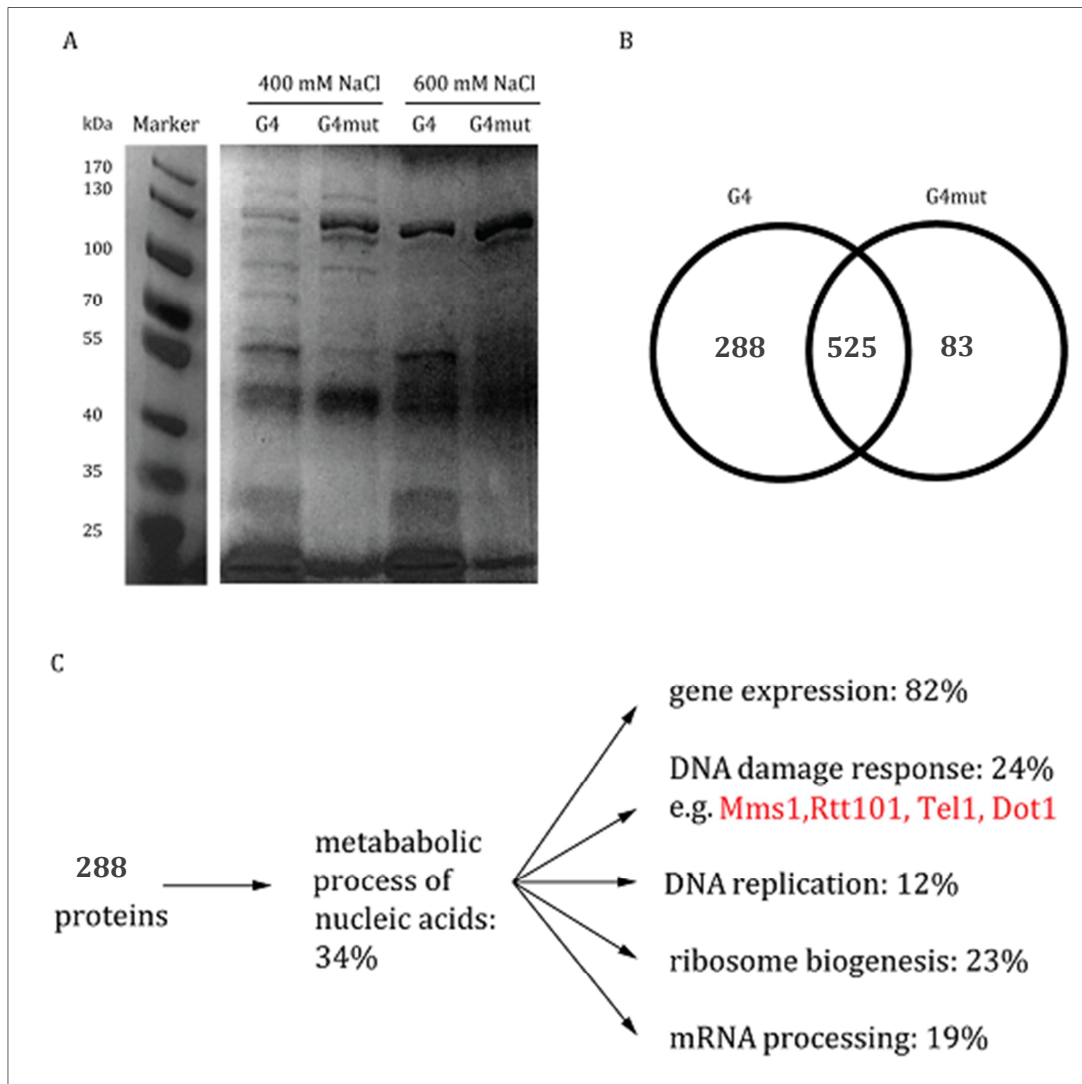 A
400 mM NaCl 600 mM NaCl
kDa Marker G4 G4mut G4 G4mut
170
130
100
70
55
40
35
25
B
G4 G4mut
288 525 83
C
288
proteins
metababolic
process of
nucleic acids:
34%
gene expression: 82%
DNA damage response: 24%
e.g. Mms1,Rtt101, Tel1, Dot1
DNA replication: 12%
ribosome biogenesis: 23%
mRNA processing: 19%